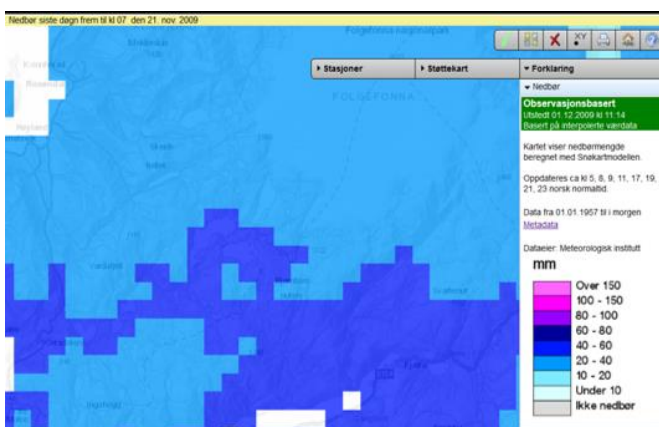 Nedbør siste døgn frem til kl 07 den 21. nov. 2009
Folgefonna nasjonalpark
XY
Stasjoner
Støttekart
Forklaring
FOLGEFONNA
Nedbør
Observasjonsbasert
Utstedt 01.12.2009 kl 11:14
Basert på interpolerte værdata
Kartet viser nedbørmengde
beregnet med Snøkartmodellen.
Oppdateres ca kl 5, 8, 9, 11, 17, 19,
21, 23 norsk normaltid.
Data fra 01.01.1957 til i morgen
Metadata
Dataeier: Meteorologisk institutt
mm
Over 150
100 - 150
80 - 100
60 - 80
40 - 60
20 - 40
10 - 20
Under 10
Ikke nedbør